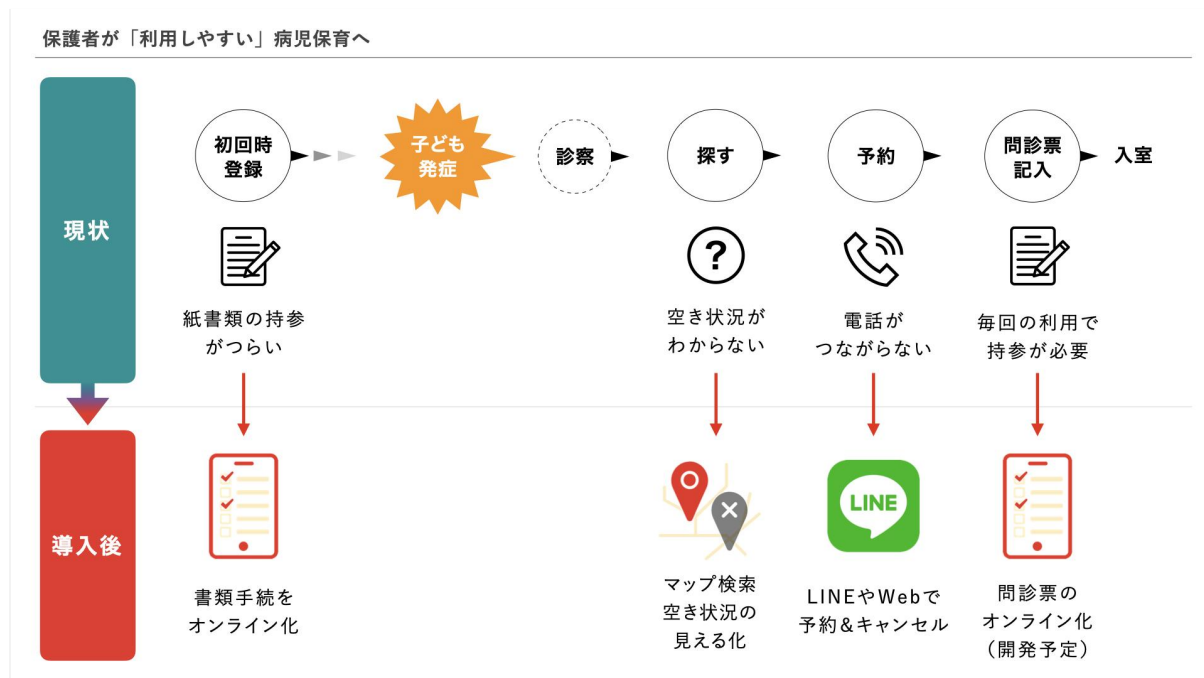 保護者が「利用しやすい」病児保育へ
現状
初回時
登録
子ども
発症
診察
探す
予約
問診票
記入
入室
?
紙書類の持参
がつらい
空き状況が
わからない
電話が
つながらない
毎回の利用で
持参が必要
導入後
LINE
書類手続を
オンライン化
マップ検索
空き状況の
見える化
LINEやWebで
予約&キャンセル
問診票の
オンライン化
(開発予定)